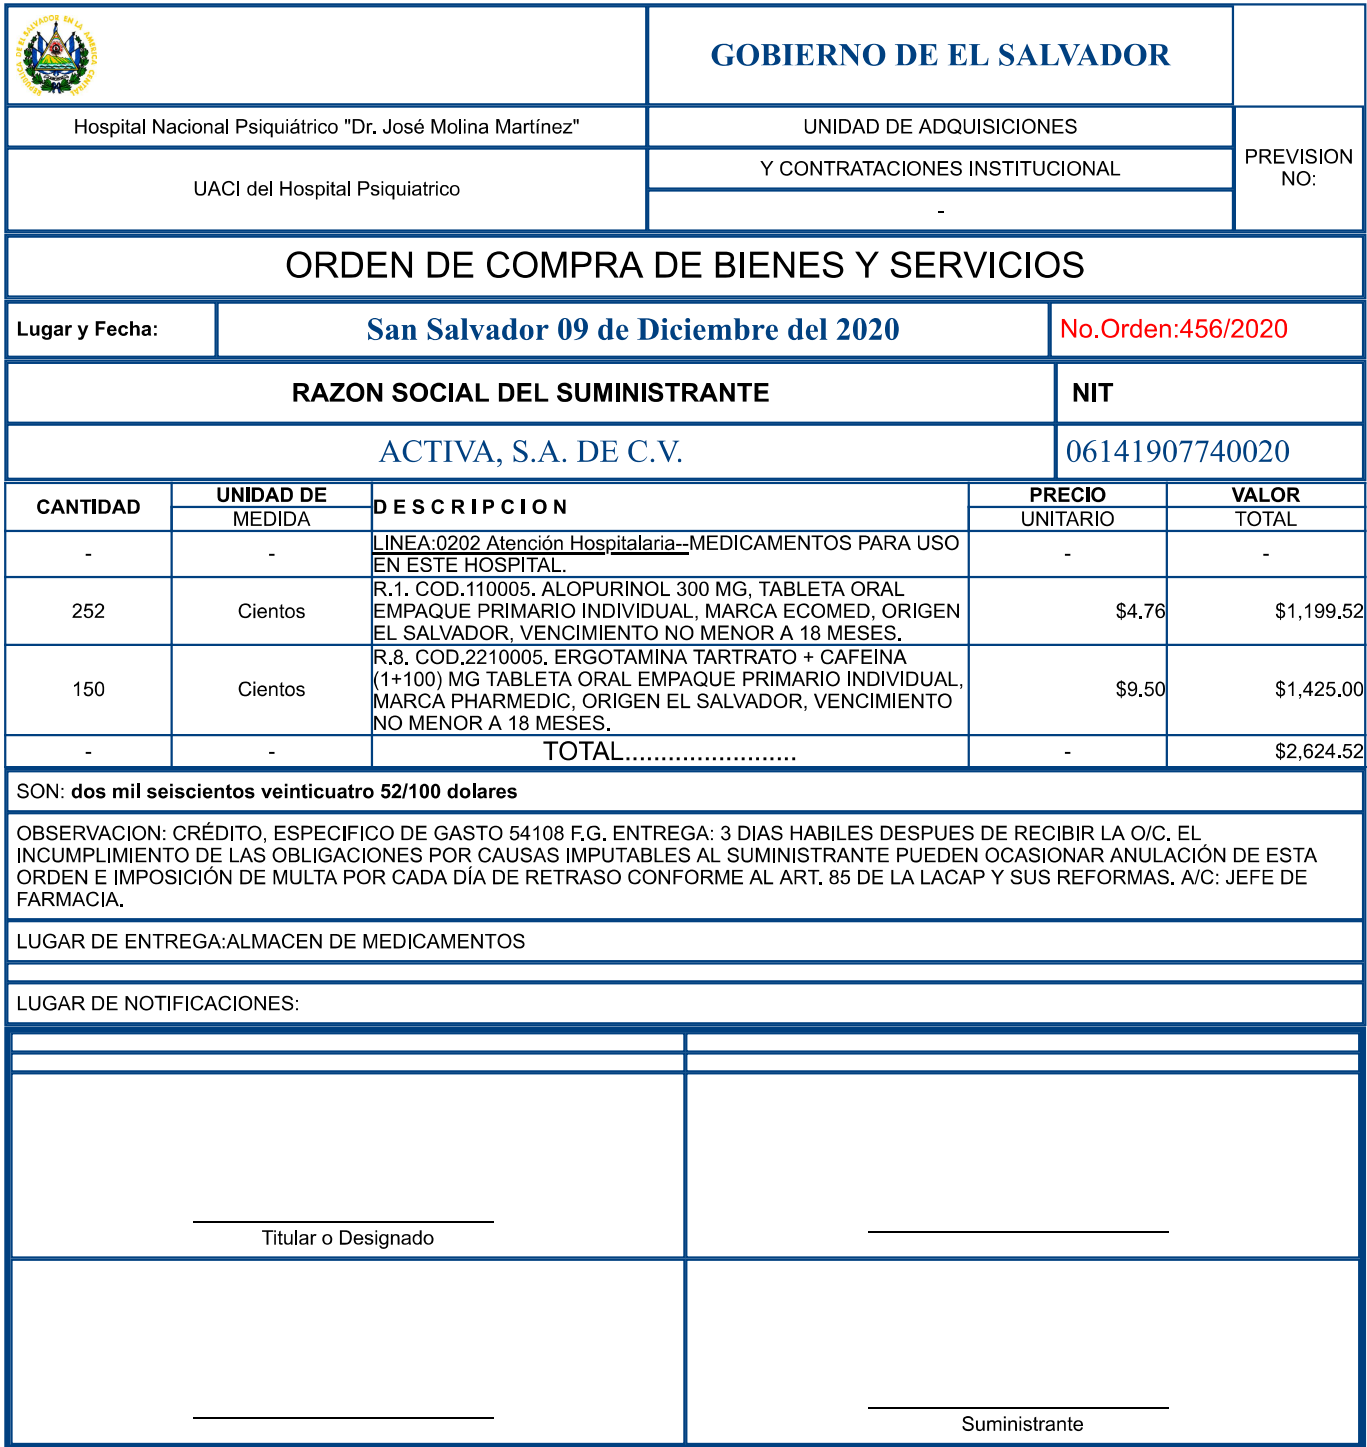 REPUBLICA DE EL SALVADOR EN LA AMERICA CENTRAL
GOBIERNO DE EL SALVADOR
Hospital Nacional Psiquiátrico "Dr. José Molina Martínez"
UNIDAD DE ADQUISICIONES
PREVISION
NO:
UACI del Hospital Psiquiatrico
Y CONTRATACIONES INSTITUCIONAL
-
ORDEN DE COMPRA DE BIENES Y SERVICIOS
Lugar y Fecha:
San Salvador 09 de Diciembre del 2020
No.Orden:456/2020
RAZON SOCIAL DEL SUMINISTRANTE
NIT
ACTIVA, S.A. DE C.V.
06141907740020
CANTIDAD
UNIDAD DE
MEDIDA
D E S C R I P C I O N
PRECIO
UNITARIO
VALOR
TOTAL
-
-
LINEA:0202 Atención Hospitalaria--MEDICAMENTOS PARA USO
EN ESTE HOSPITAL.
-
-
252
Cientos
R.1. COD.110005. ALOPURINOL 300 MG, TABLETA ORAL
EMPAQUE PRIMARIO INDIVIDUAL, MARCA ECOMED, ORIGEN
EL SALVADOR, VENCIMIENTO NO MENOR A 18 MESES.
$4.76
$1,199.52
150
Cientos
R.8. COD.2210005. ERGOTAMINA TARTRATO + CAFEINA
(1+100) MG TABLETA ORAL EMPAQUE PRIMARIO INDIVIDUAL,
MARCA PHARMEDIC, ORIGEN EL SALVADOR, VENCIMIENTO
NO MENOR A 18 MESES.
$9.50
$1,425.00
-
-
TOTAL........................
-
$2,624.52
SON: dos mil seiscientos veinticuatro 52/100 dolares
OBSERVACION: CRÉDITO, ESPECIFICO DE GASTO 54108 F.G. ENTREGA: 3 DIAS HABILES DESPUES DE RECIBIR LA O/C. EL
INCUMPLIMIENTO DE LAS OBLIGACIONES POR CAUSAS IMPUTABLES AL SUMINISTRANTE PUEDEN OCASIONAR ANULACIÓN DE ESTA
ORDEN E IMPOSICIÓN DE MULTA POR CADA DÍA DE RETRASO CONFORME AL ART. 85 DE LA LACAP Y SUS REFORMAS. A/C: JEFE DE
FARMACIA.
LUGAR DE ENTREGA:ALMACEN DE MEDICAMENTOS
LUGAR DE NOTIFICACIONES:
Titular o Designado
Suministrante